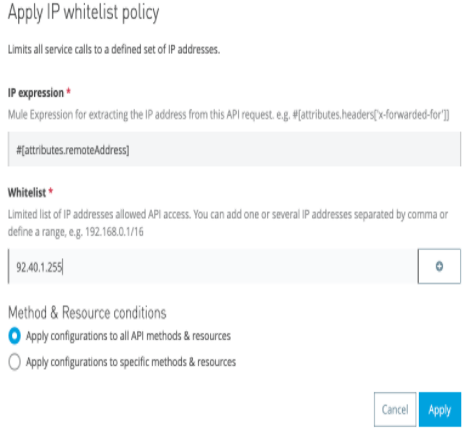 Apply IP whitelist policy
Limits all service calls to a defined set of IP addresses.
IP expression *
Mule Expression for extracting the IP address from this API request. e.g. #[attributes.headers['x-forwarded-for']]
#[attributes.remoteAddress]
Whitelist *
Limited list of IP addresses allowed API access. You can add one or several IP addresses separated by comma or
define a range, e.g. 192.168.0.1/16
92.40.1.255
Method & Resource conditions
Apply configurations to all API methods & resources
Apply configurations to specific methods & resources
Cancel
Apply